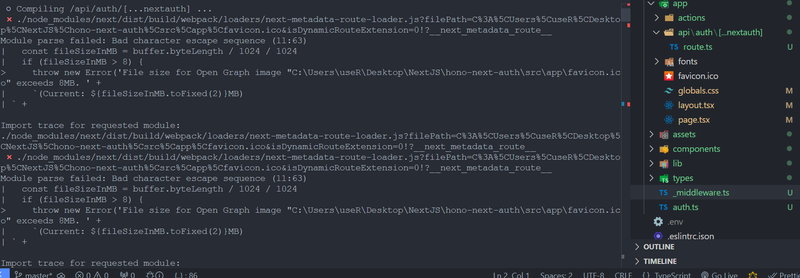 ○ Compiling /api/auth/[...nextauth] ...
⨯ ./node_modules/next/dist/build/webpack/loaders/next-metadata-route-loader.js?filePath=C%3A%5CUsers%5CuseR%5CDeskto
p%5CNextJS%5Chono-next-auth%5Csrc%5Capp%5Cfavicon.ico&isDynamicRouteExtension=0!?__next_metadata_route__
Module parse failed: Bad character escape sequence (11:63)
|   const fileSizeInMB = buffer.byteLength / 1024 / 1024
|   if (fileSizeInMB > 8) {
>     throw new Error('File size for Open Graph image "C:\Users\useR\Desktop\NextJS\hono-next-auth\src\app\favicon.ic
o" exceeds 8MB. ' +
|       `(Current: ${fileSizeInMB.toFixed(2)}MB)
| ` +
Import trace for requested module:
./node_modules/next/dist/build/webpack/loaders/next-metadata-route-loader.js?filePath=C%3A%5CUsers%5CuseR%5CDesktop%5
CNextJS%5Chono-next-auth%5Csrc%5Capp%5Cfavicon.ico&isDynamicRouteExtension=0!?__next_metadata_route__
⨯ ./node_modules/next/dist/build/webpack/loaders/next-metadata-route-loader.js?filePath=C%3A%5CUsers%5CuseR%5CDeskto
p%5CNextJS%5Chono-next-auth%5Csrc%5Capp%5Cfavicon.ico&isDynamicRouteExtension=0!?__next_metadata_route__
Module parse failed: Bad character escape sequence (11:63)
|   const fileSizeInMB = buffer.byteLength / 1024 / 1024
|   if (fileSizeInMB > 8) {
>     throw new Error('File size for Open Graph image "C:\Users\useR\Desktop\NextJS\hono-next-auth\src\app\favicon.ic
o" exceeds 8MB. ' +
|       `(Current: ${fileSizeInMB.toFixed(2)}MB)
| ` +
Import trace for requested module:
app
actions
api\auth\[...nextauth]
TS route.ts U
fonts
favicon.ico
globals.css M
layout.tsx M
page.tsx M
assets
components
lib
types
TS _middleware.ts U
TS auth.ts U
.env
.eslintrc.json
OUTLINE
TIMELINE
master* 0 0 0 (.) : 86 Ln 2, Col 1 Spaces: 2 UTF-8 CRLF {} TypeScript Go Live